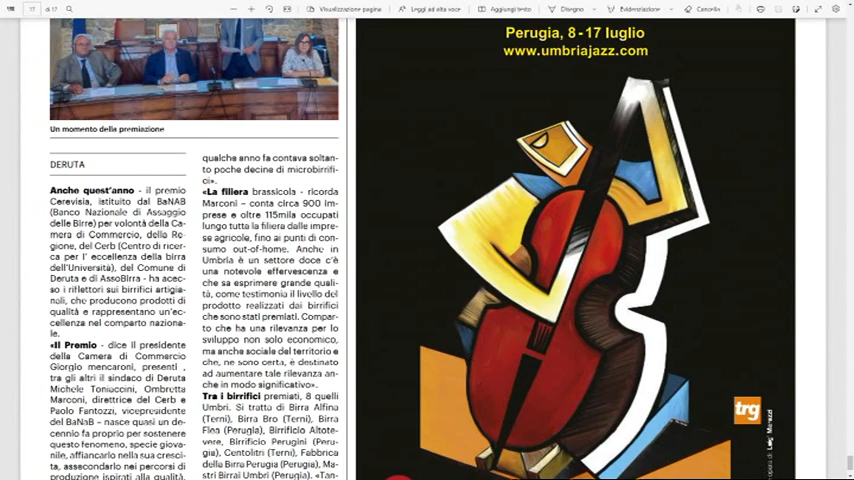 17 di 17
Visualizzazione pagina
Leggi ad alta voce
Aggiungi testo
Disegno
Evidenziazione
Cancella
Un momento della premiazione
DERUTA
Anche quest'anno - il premio
Cerevisia, istituito dal BaNAB
(Banco Nazionale di Assaggio
delle Birre) per volontà della Ca-
mera di Commercio, della Re-
gione, del Cerb (Centro di ricer-
ca per l' eccellenza della birra
dell'Università), del Comune di
Deruta e di AssoBirra - ha acce-
so i riflettori sui birrifici artigia-
nali, che producono prodotti di
qualità e rappresentano un'ec-
cellenza nel comparto naziona-
le.
«Il Premio - dice il presidente
della Camera di Commercio
Giorgio mencaroni, presenti ,
tra gli altri il sindaco di Deruta
Michele Toniaccini, Ombretta
Marconi, direttrice del Cerb e
Paolo Fantozzi, vicepresidente
del BaNaB – nasce quasi un de-
cennio fa proprio per sostenere
questo fenomeno, specie giova-
nile, affiancarlo nella sua cresci-
ta, assecondarlo nei percorsi di
produzione ispirati alla qualità.
qualche anno fa contava soltan-
to poche decine di microbirrifi-
ci».
«La filiera brassicola - ricorda
Marconi – conta circa 900 im-
prese e oltre 115mila occupati
lungo tutta la filiera dalle impre-
se agricole, fino ai punti di con-
sumo out-of-home. Anche in
Umbria è un settore dove c'è
una notevole effervescenza e
che sa esprimere grande quali-
tà, come testimonia il livello del
prodotto realizzati dai birrifici
che sono stati premiati. Compar-
to che ha una rilevanza per lo
sviluppo non solo economico,
ma anche sociale del territorio e
che, ne sono certa, è destinato
ad aumentare tale rilevanza an-
che in modo significativo».
Tra i birrifici premiati, 8 quelli
Umbri. Si tratta di Birra Alfina
(Terni), Birra Bro (Terni), Birra
Flea (Perugia), Birrificio Altote-
vere, Birrificio Perugini (Peru-
gia), Centolitri (Terni), Fabbrica
della Birra Perugia (Perugia), Ma-
stri Birrai Umbri (Perugia). «Tan-
Perugia, 8-17 luglio
www.umbriajazz.com
trg
opera di Luigi